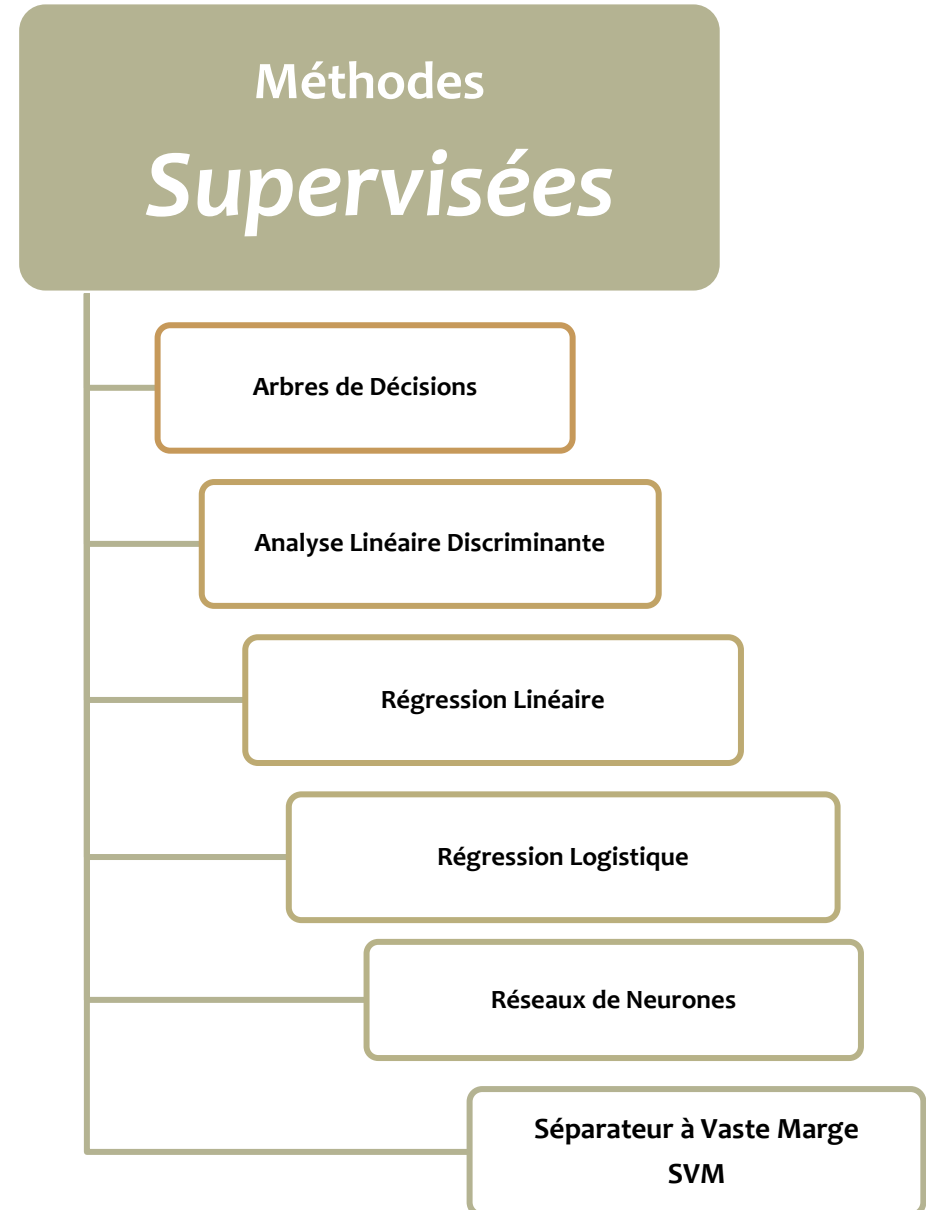 Méthodes
Supervisées
Arbres de Décisions
Analyse Linéaire Discriminante
Régression Linéaire
Régression Logistique
Réseaux de Neurones
Séparateur à Vaste Marge
SVM